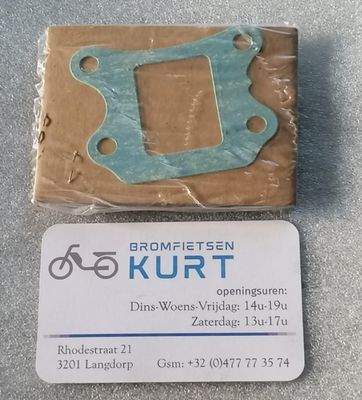 BROMFIETSEN
KURT
openingsuren:
Dins-Woens-Vrijdag: 14u-19u
Zaterdag: 13u-17u
Rhodestraat 21
3201 Langdorp Gsm: +32 (0)477 77 35 74